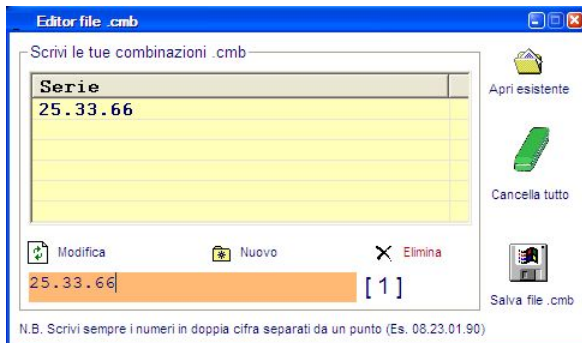 Editor file .cmb
Scrivi le tue combinazioni .cmb
Serie
25.33.66
Apri esistente
Cancella tutto
Modifica
Nuovo
Elimina
25.33.66
[1]
Salva file .cmb
N.B. Scrivi sempre i numeri in doppia cifra separati da un punto (Es. 08.23.01.90)